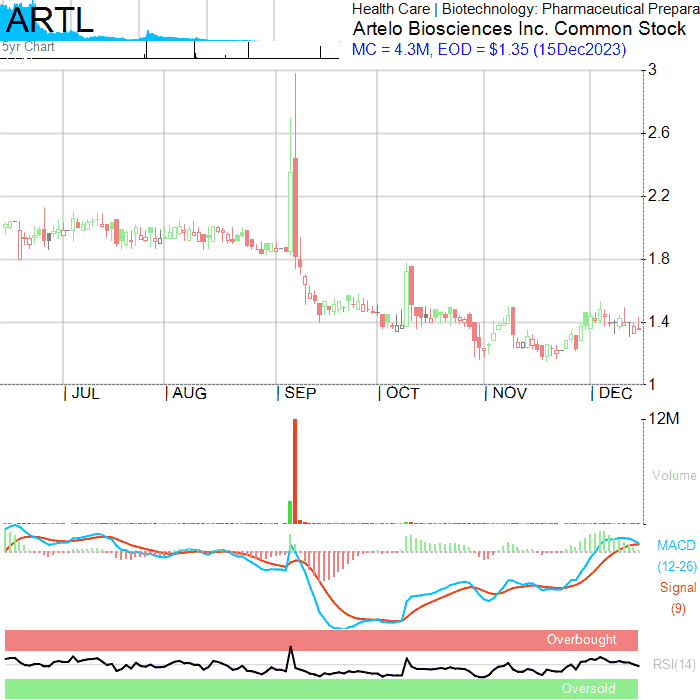 ARTL
5yr Chart
Health Care | Biotechnology: Pharmaceutical Prepara
Artelo Biosciences Inc. Common Stock
MC = 4.3M, EOD = $1.35 (15Dec2023)
3
2.6
2.2
1.8
1.4
1
JUL AUG SEP OCT NOV DEC
12M
Volume
MACD
(12-26)
Signal
(9)
Overbought
RSI(14)
Oversold